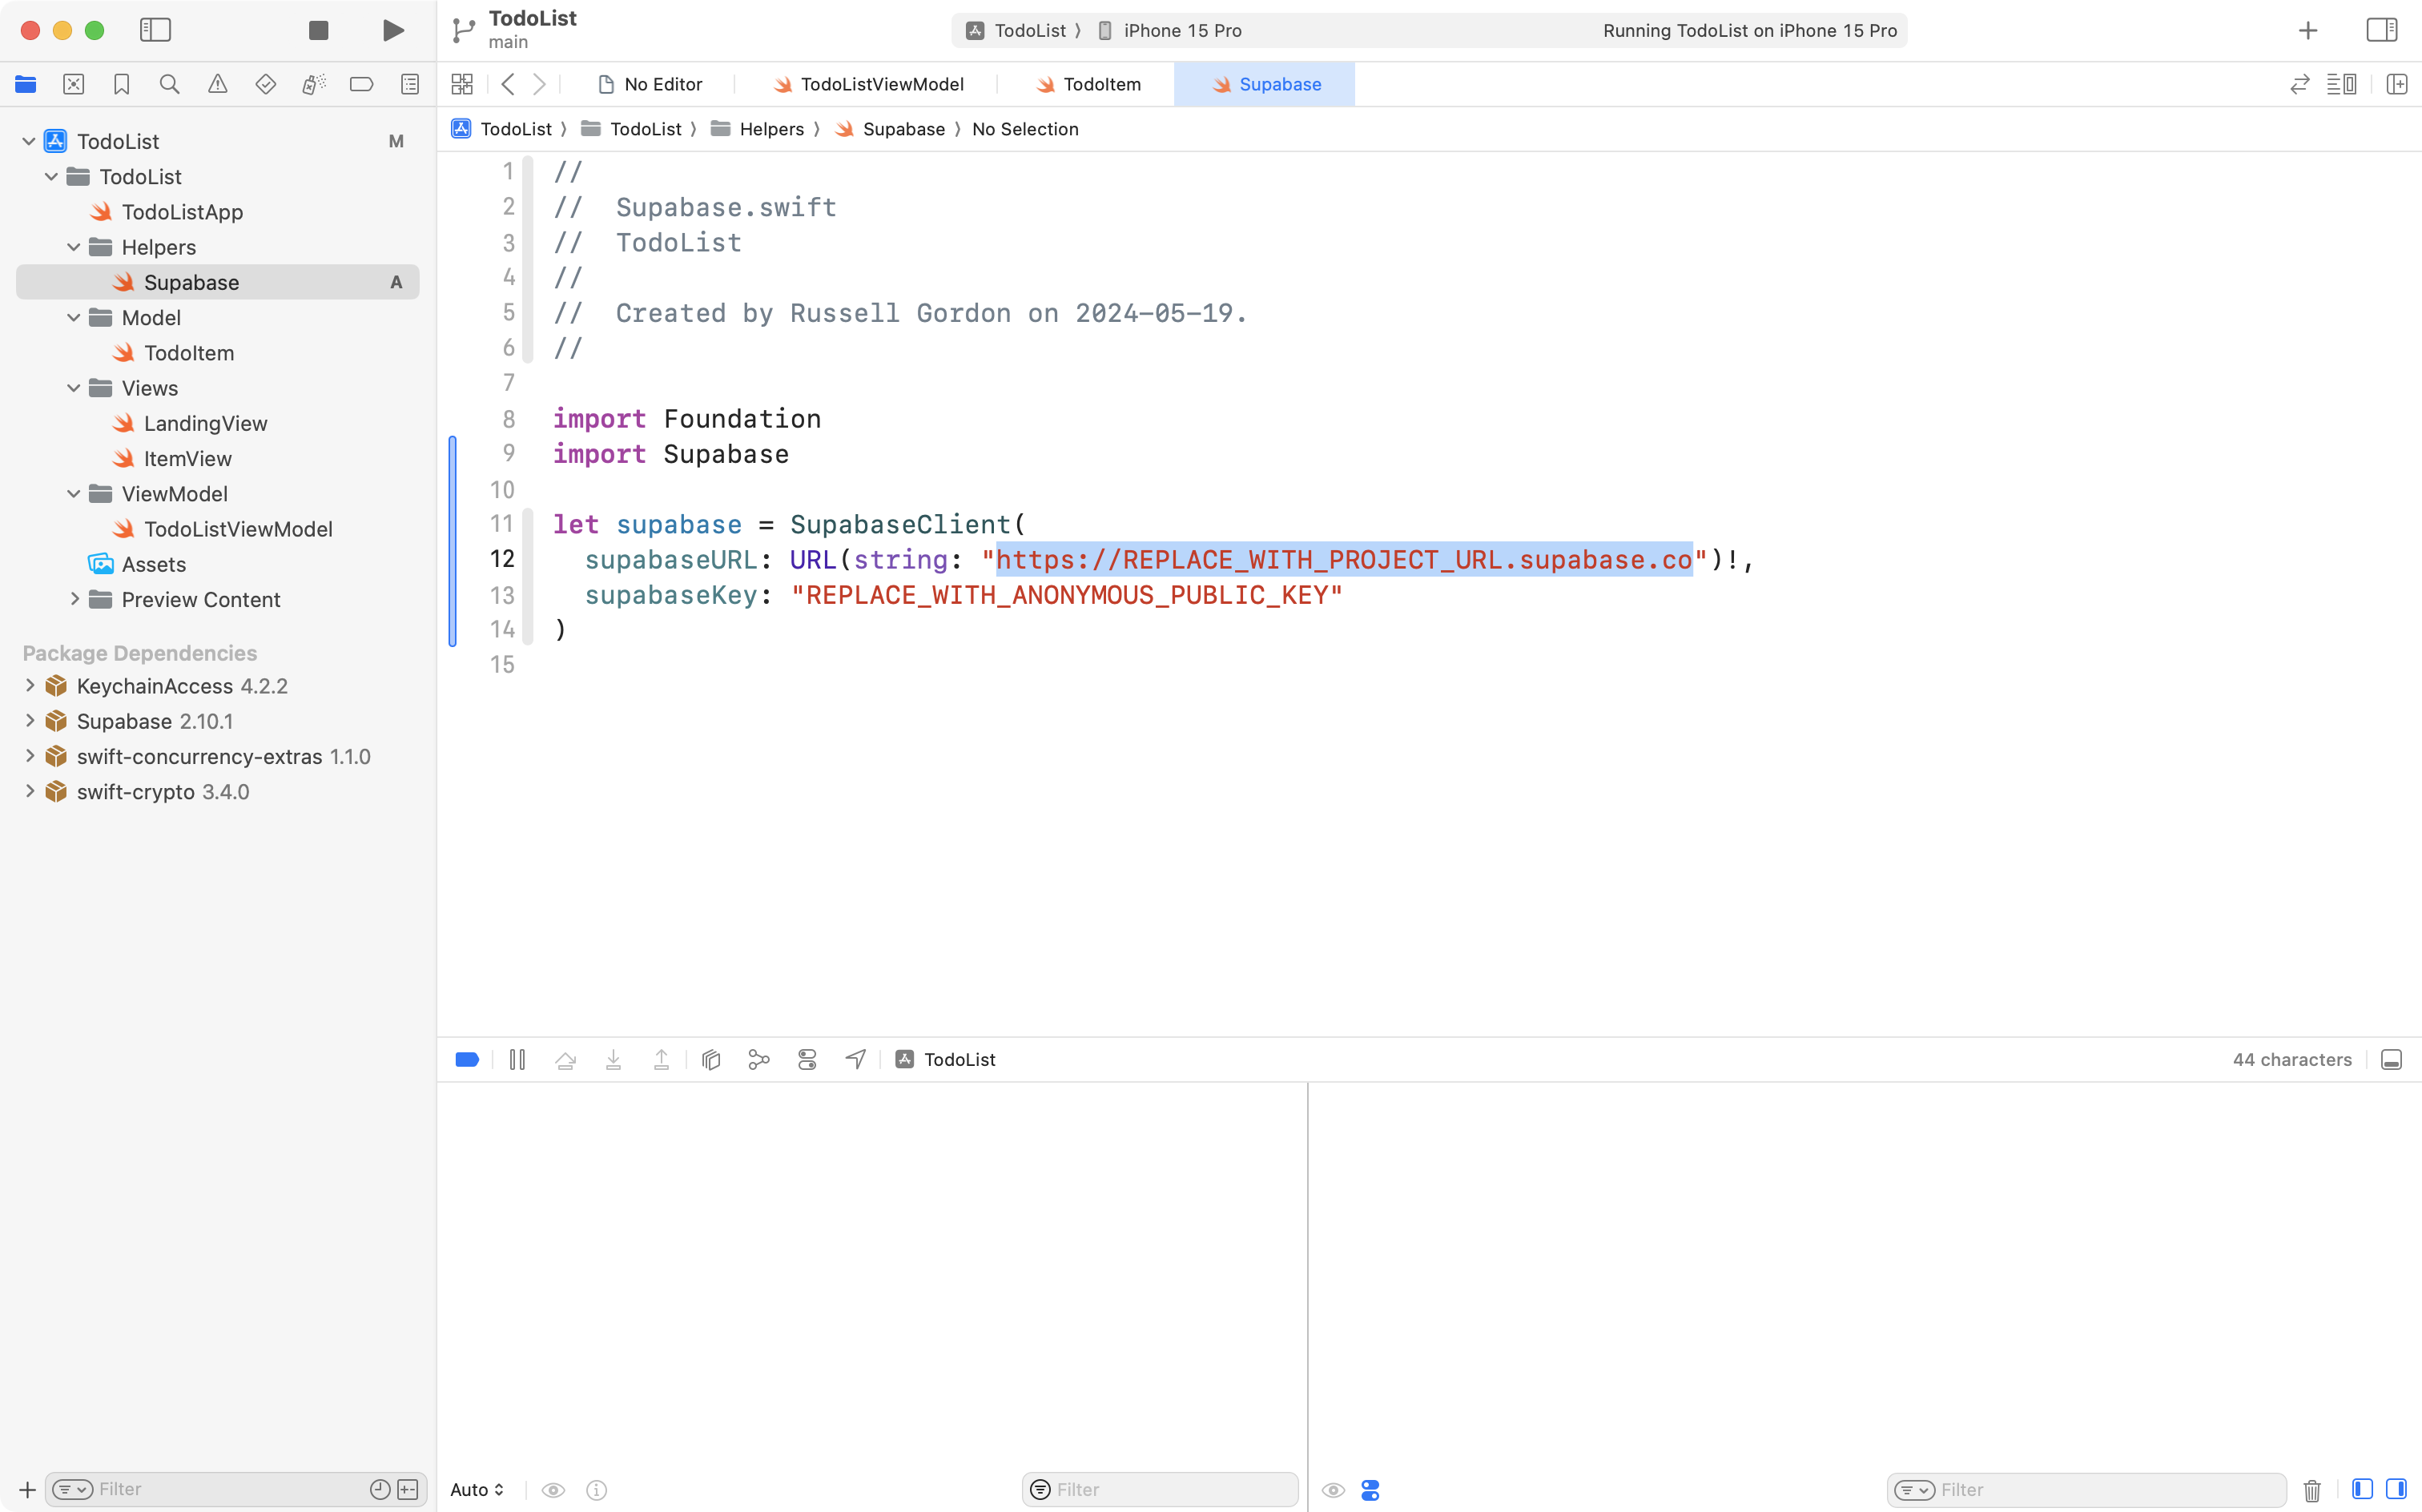 TodoList
main
TodoList ⟩ iPhone 15 Pro
Running TodoList on iPhone 15 Pro
No Editor
TodoListViewModel
TodoItem
Supabase
TodoList ⟩ TodoList ⟩ Helpers ⟩ Supabase ⟩ No Selection
TodoList M
TodoList
TodoListApp
Helpers
Supabase A
Model
TodoItem
Views
LandingView
ItemView
ViewModel
TodoListViewModel
Assets
Preview Content
Package Dependencies
KeychainAccess 4.2.2
Supabase 2.10.1
swift-concurrency-extras 1.1.0
swift-crypto 3.4.0
Filter
1 //
2 //  Supabase.swift
3 //  TodoList
4 //
5 //  Created by Russell Gordon on 2024-05-19.
6 //
7
8 import Foundation
9 import Supabase
10
11 let supabase = SupabaseClient(
12   supabaseURL: URL(string: "https://REPLACE_WITH_PROJECT_URL.supabase.co")!,
13   supabaseKey: "REPLACE_WITH_ANONYMOUS_PUBLIC_KEY"
14 )
15
TodoList
44 characters
Auto
Filter
Filter